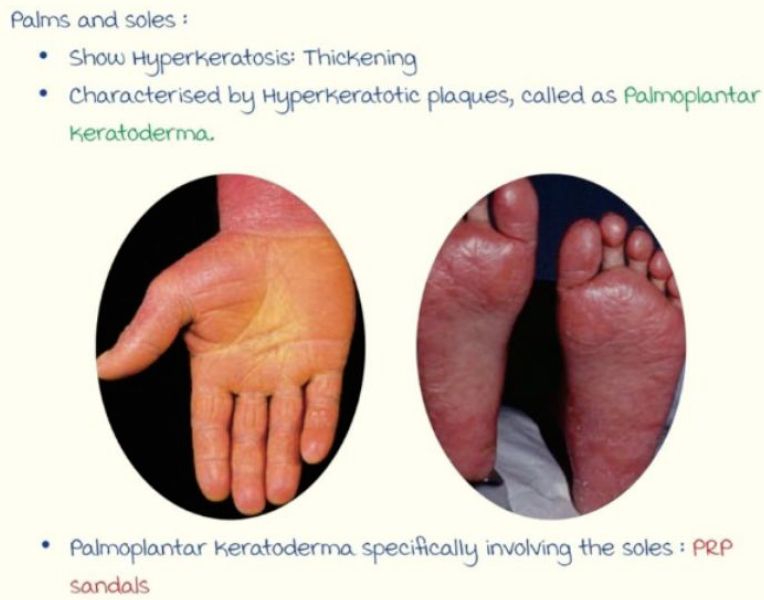 Palms and soles :
• Show Hyperkeratosis: Thickening
• Characterised by Hyperkeratotic plaques, called as Palmoplantar
keratoderma.
• Palmoplantar keratoderma specifically involving the soles : PRP
sandals